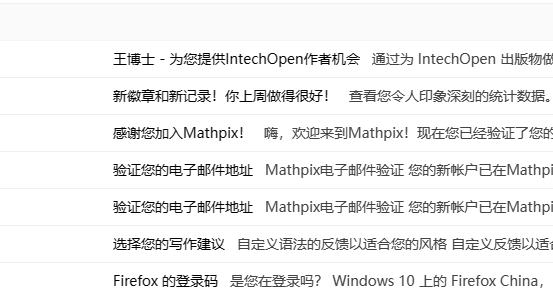 王博士 - 为您提供IntechOpen作者机会 通过为 IntechOpen 出版物做
新徽章和新记录！你上周做得很好！ 查看您令人印象深刻的统计数据。
感谢您加入Mathpix！ 嗨，欢迎来到Mathpix！现在您已经验证了您的
验证您的电子邮件地址 Mathpix电子邮件验证 您的新帐户已在Mathpi
验证您的电子邮件地址 Mathpix电子邮件验证 您的新帐户已在Mathpi
选择您的写作建议 自定义语法的反馈以适合您的风格 自定义反馈以适合
Firefox 的登录码 是您在登录吗？ Windows 10 上的 Firefox China，